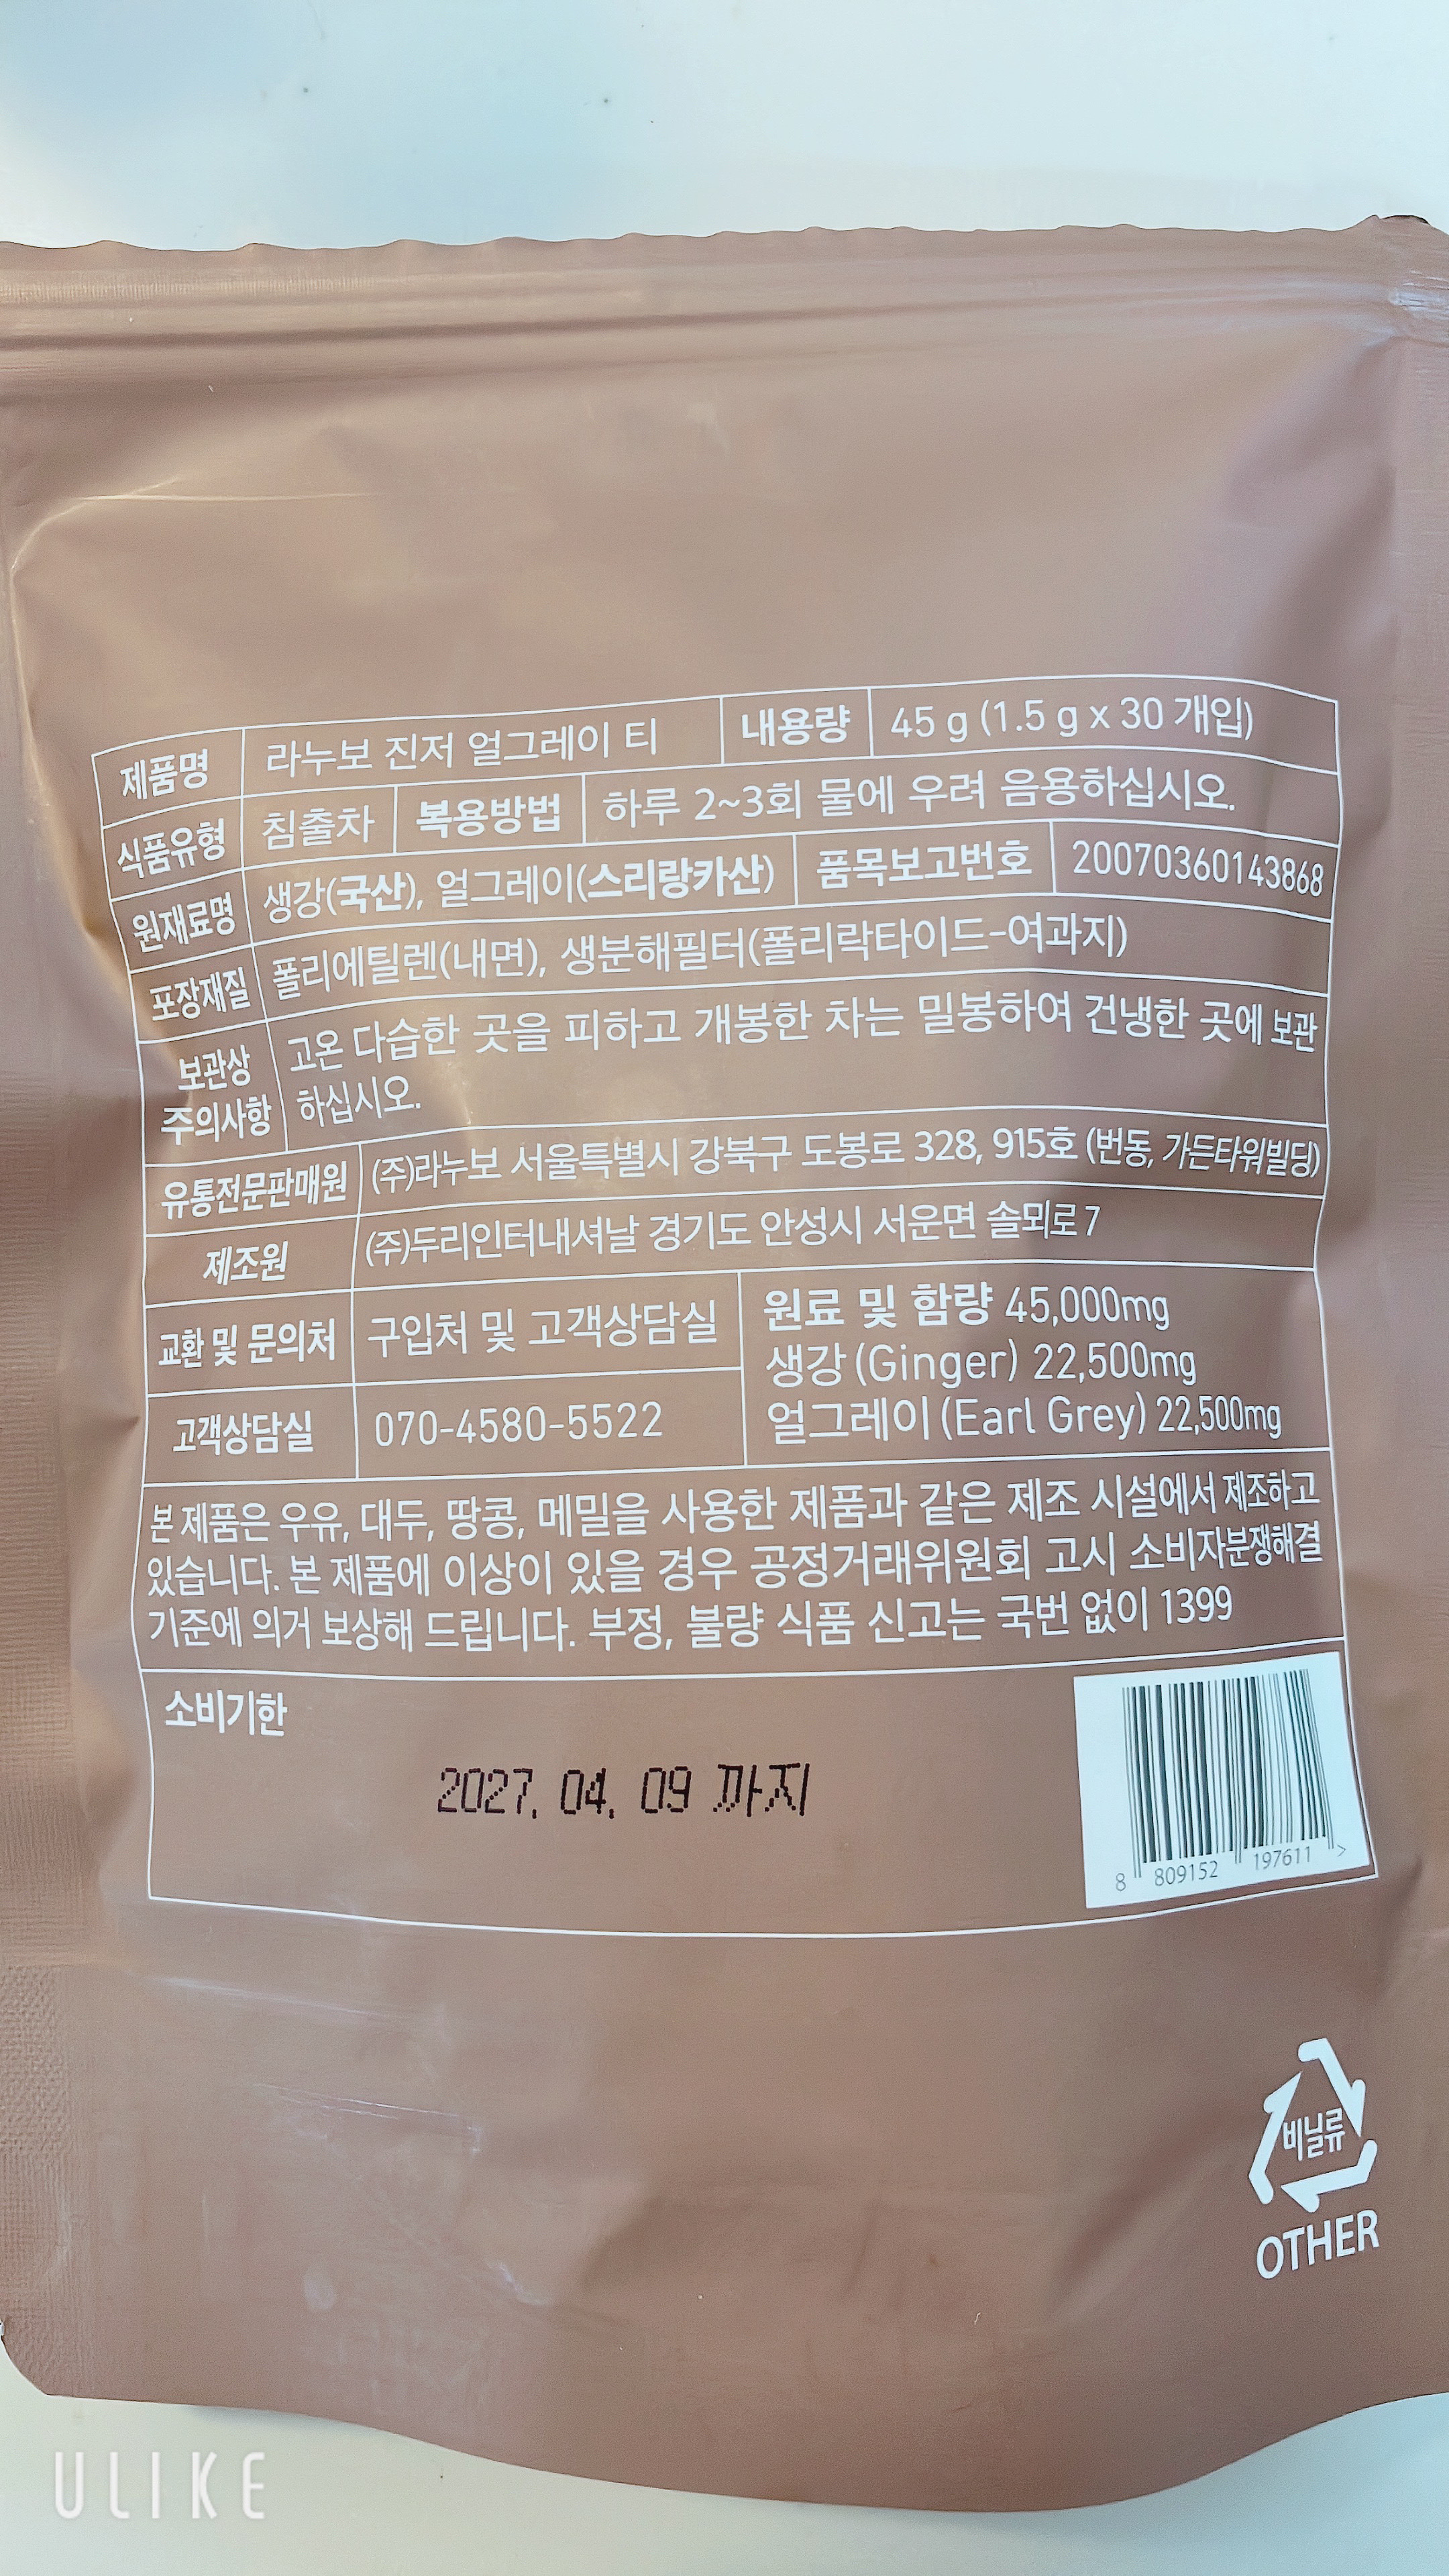 제품명 라누보 진저 얼그레이 티 내용량 45 g (1.5 g x 30 개입)
식품유형 침출차 복용방법 하루 2~3회 물에 우려 음용하십시오.
원재료명 생강(국산), 얼그레이(스리랑카산) 품목보고번호 20070360143868
포장재질 폴리에틸렌(내면), 생분해필터(폴리락타이드-여과지)
보관상 주의사항 고온 다습한 곳을 피하고 개봉한 차는 밀봉하여 건냉한 곳에 보관
하십시오.
유통전문판매원 (주)라누보 서울특별시 강북구 도봉로 328, 915호 (번동, 가든타워빌딩)
제조원 (주)두리인터내셔날 경기도 안성시 서운면 솔뫼로 7
교환 및 문의처 구입처 및 고객상담실
고객상담실 070-4580-5522
원료 및 함량 45,000mg
생강 (Ginger) 22,500mg
얼그레이 (Earl Grey) 22,500mg
본 제품은 우유, 대두, 땅콩, 메밀을 사용한 제품과 같은 제조 시설에서 제조하고
있습니다. 본 제품에 이상이 있을 경우 공정거래위원회 고시 소비자분쟁해결
기준에 의거 보상해 드립니다. 부정, 불량 식품 신고는 국번 없이 1399
소비기한
2027. 04. 09 까지
8 809152 197611 >
비닐류
OTHER
ULIKE